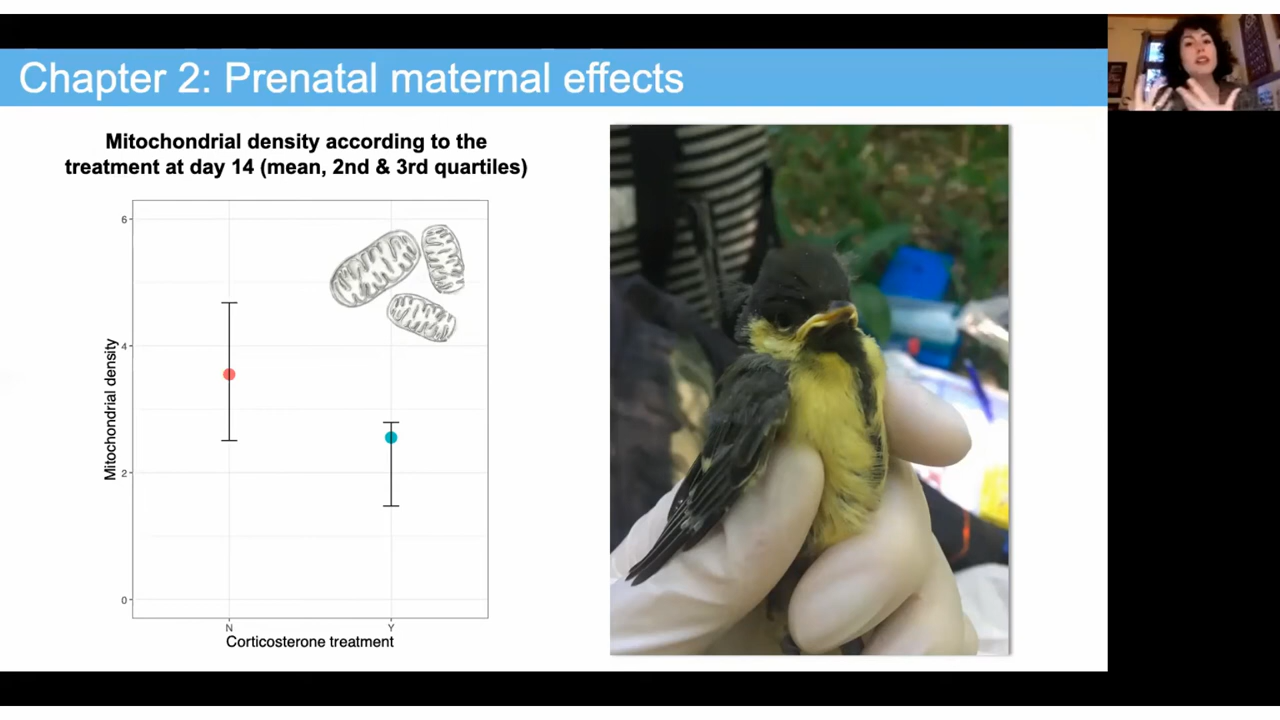 Chapter 2: Prenatal maternal effects
Mitochondrial density according to the
treatment at day 14 (mean, 2nd & 3rd quartiles)
6
4
2
0
Mitochondrial density
N
Y
Corticosterone treatment